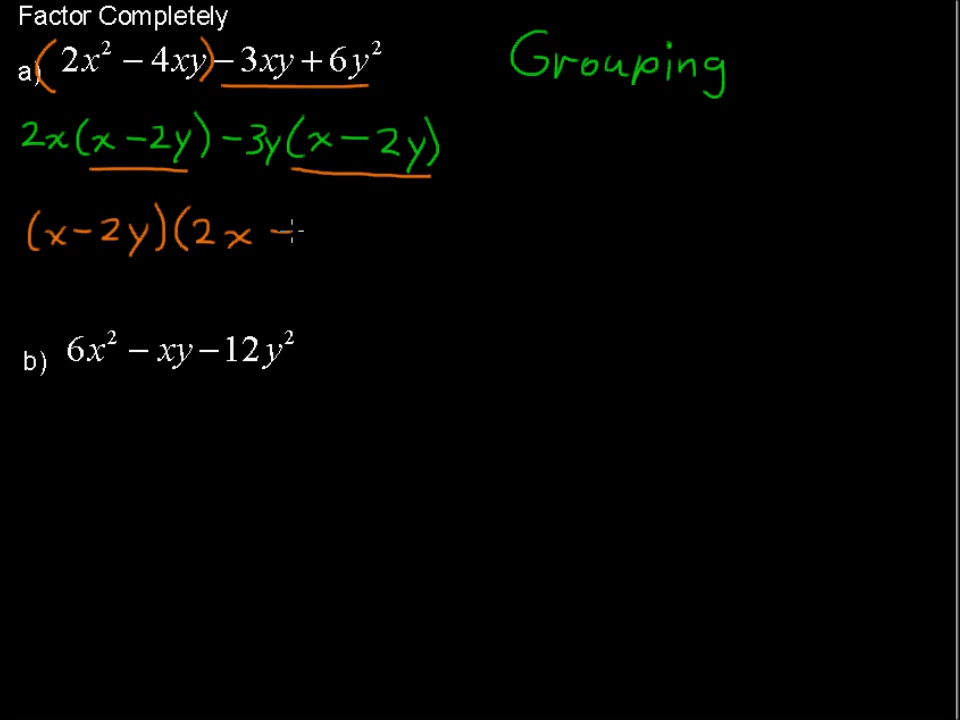 Factor Completely
a) (2x² − 4xy) − 3xy + 6y² Grouping
2x(x − 2y) − 3y(x − 2y)
(x − 2y)(2x −
b) 6x² − xy − 12y²